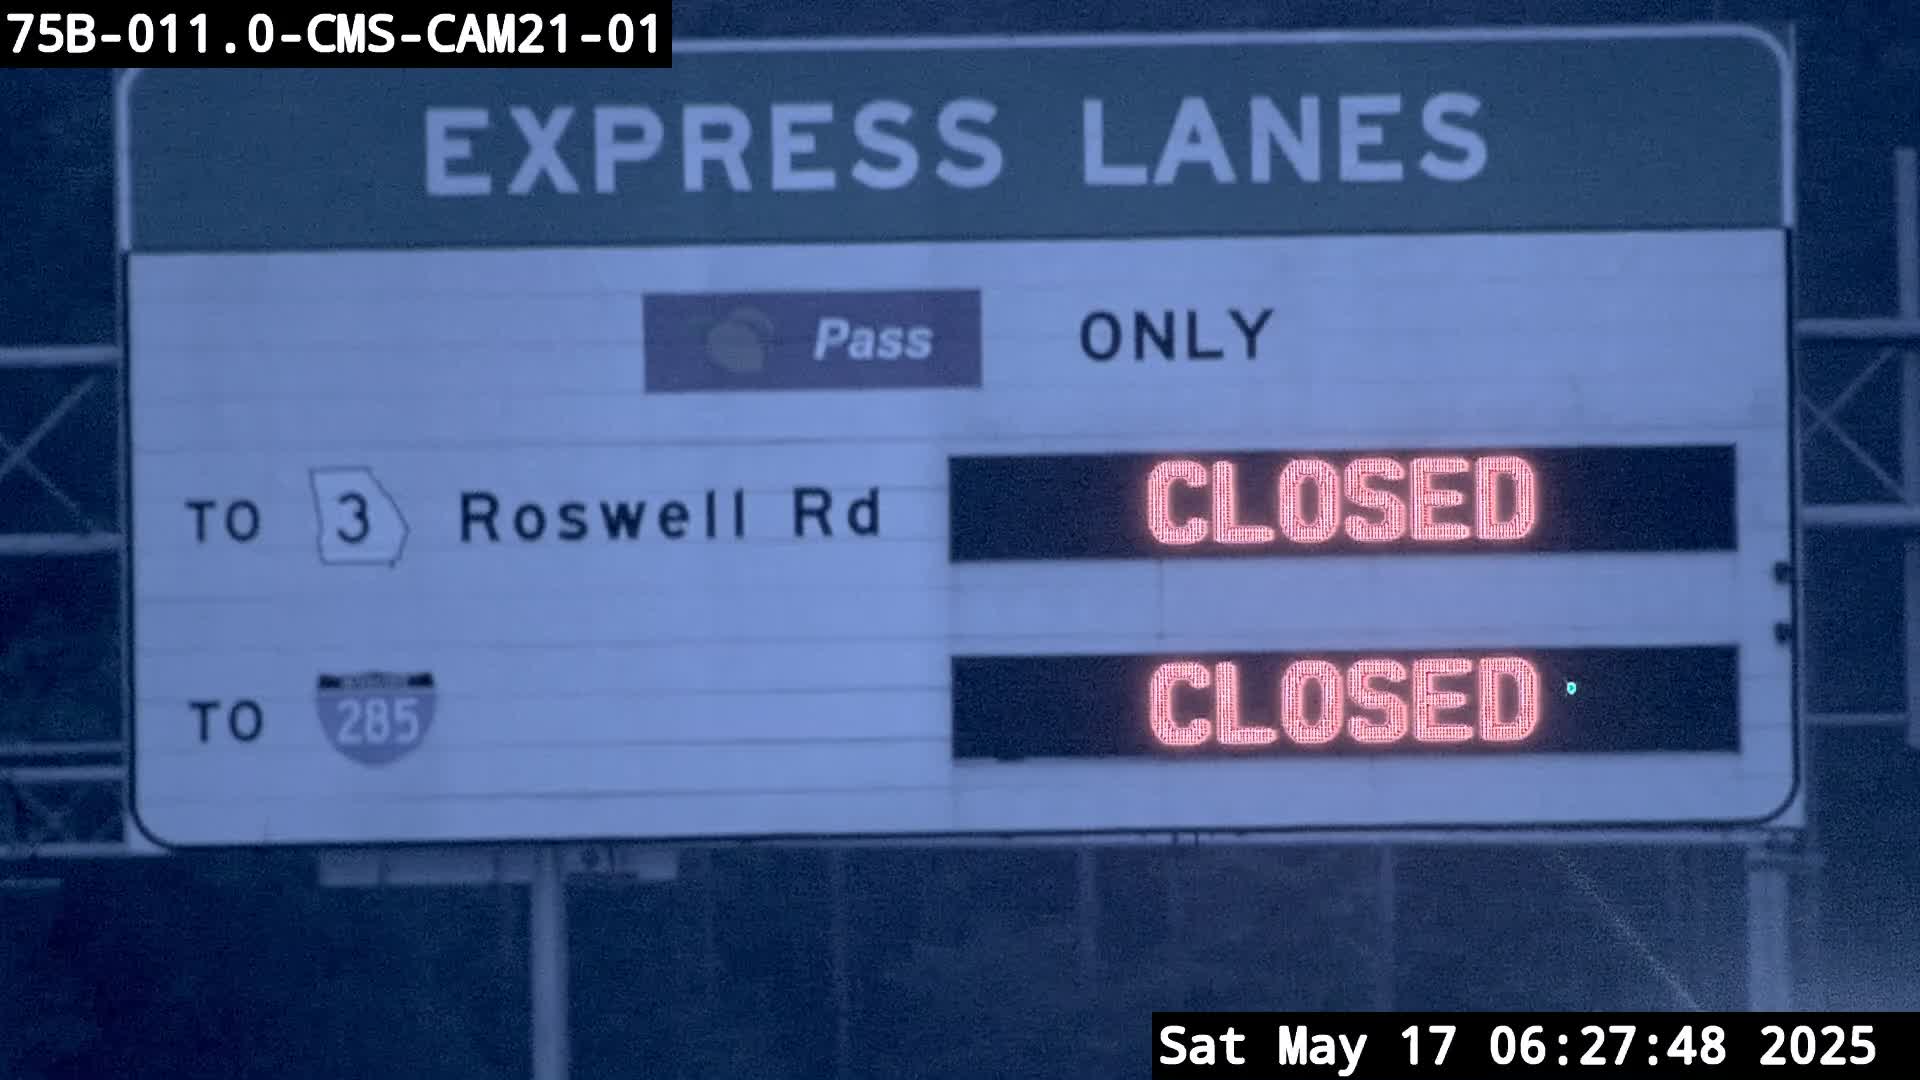 75B-011.0-CMS-CAM21-01
EXPRESS LANES
Pass ONLY
TO 3 Roswell Rd CLOSED
TO 285 CLOSED
Sat May 17 06:27:48 2025